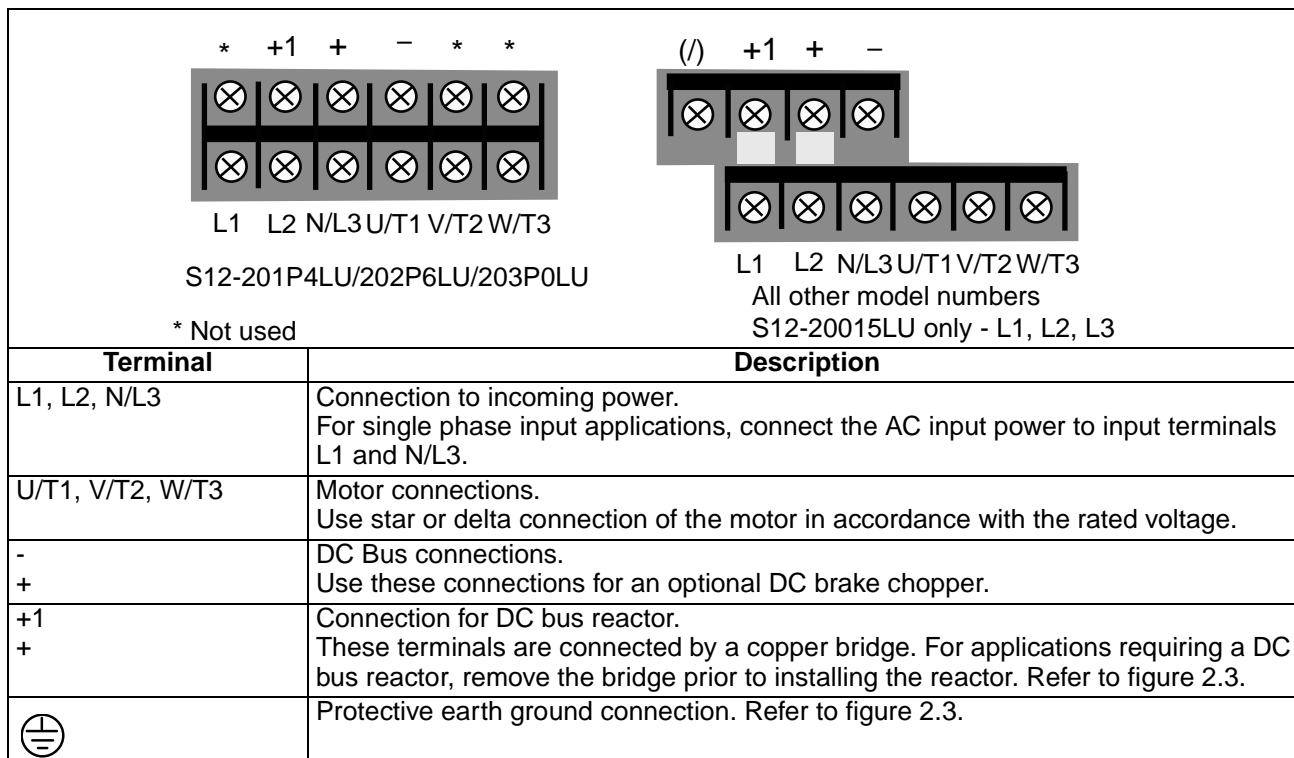 * +1 + – * *
L1 L2 N/L3 U/T1 V/T2 W/T3
S12-201P4LU/202P6LU/203P0LU
* Not used
(/) +1 + –
L1 L2 N/L3 U/T1 V/T2 W/T3
All other model numbers
S12-20015LU only - L1, L2, L3
Terminal Description
L1, L2, N/L3 Connection to incoming power.
For single phase input applications, connect the AC input power to input terminals
L1 and N/L3.
U/T1, V/T2, W/T3 Motor connections.
Use star or delta connection of the motor in accordance with the rated voltage.
- DC Bus connections.
+ Use these connections for an optional DC brake chopper.
+1 Connection for DC bus reactor.
+ These terminals are connected by a copper bridge. For applications requiring a DC
bus reactor, remove the bridge prior to installing the reactor. Refer to figure 2.3.
Protective earth ground connection. Refer to figure 2.3.